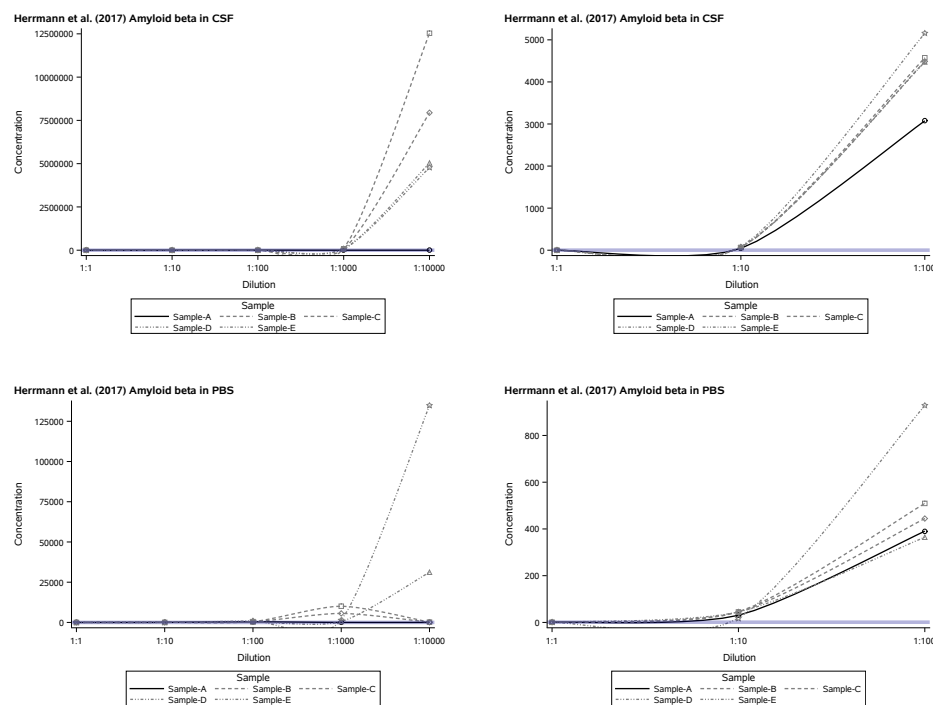 Herrmann et al. (2017) Amyloid beta in CSF
12500000
10000000
7500000
5000000
2500000
0
Concentration
1:1 1:10 1:100 1:1000 1:10000
Dilution
Sample
Sample-A Sample-B Sample-C
Sample-D Sample-E
Herrmann et al. (2017) Amyloid beta in CSF
5000
4000
3000
2000
1000
0
Concentration
1:1 1:10 1:100
Dilution
Sample
Sample-A Sample-B Sample-C
Sample-D Sample-E
Herrmann et al. (2017) Amyloid beta in PBS
125000
100000
75000
50000
25000
0
Concentration
1:1 1:10 1:100 1:1000 1:10000
Dilution
Sample
Sample-A Sample-B Sample-C
Sample-D Sample-E
Herrmann et al. (2017) Amyloid beta in PBS
800
600
400
200
0
Concentration
1:1 1:10 1:100
Dilution
Sample
Sample-A Sample-B Sample-C
Sample-D Sample-E